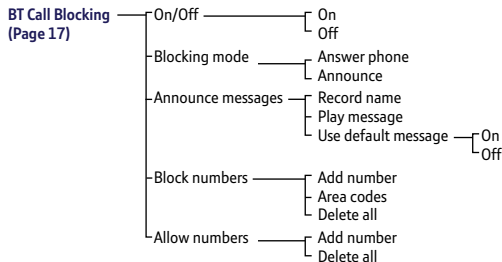 BT Call Blocking
(Page 17)
On/Off
On
Off
Blocking mode
Answer phone
Announce
Announce messages
Record name
Play message
Use default message
On
Off
Block numbers
Add number
Area codes
Delete all
Allow numbers
Add number
Delete all